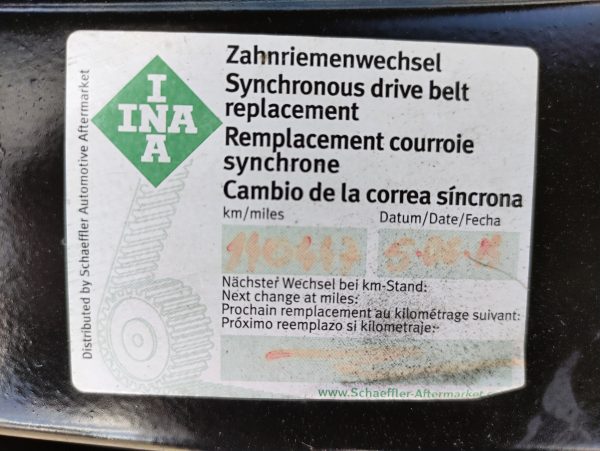 INA
INA
Distributed by Schaeffler Automotive Aftermarket
Zahnriemenwechsel
Synchronous drive belt
replacement
Remplacement courroie
synchrone
Cambio de la correa síncrona
km/miles Datum/Date/Fecha
Nächster Wechsel bei km-Stand:
Next change at miles:
Prochain remplacement au kilométrage suivant:
Próximo reemplazo si kilometraje:
www.Schaeffler-Aftermarket